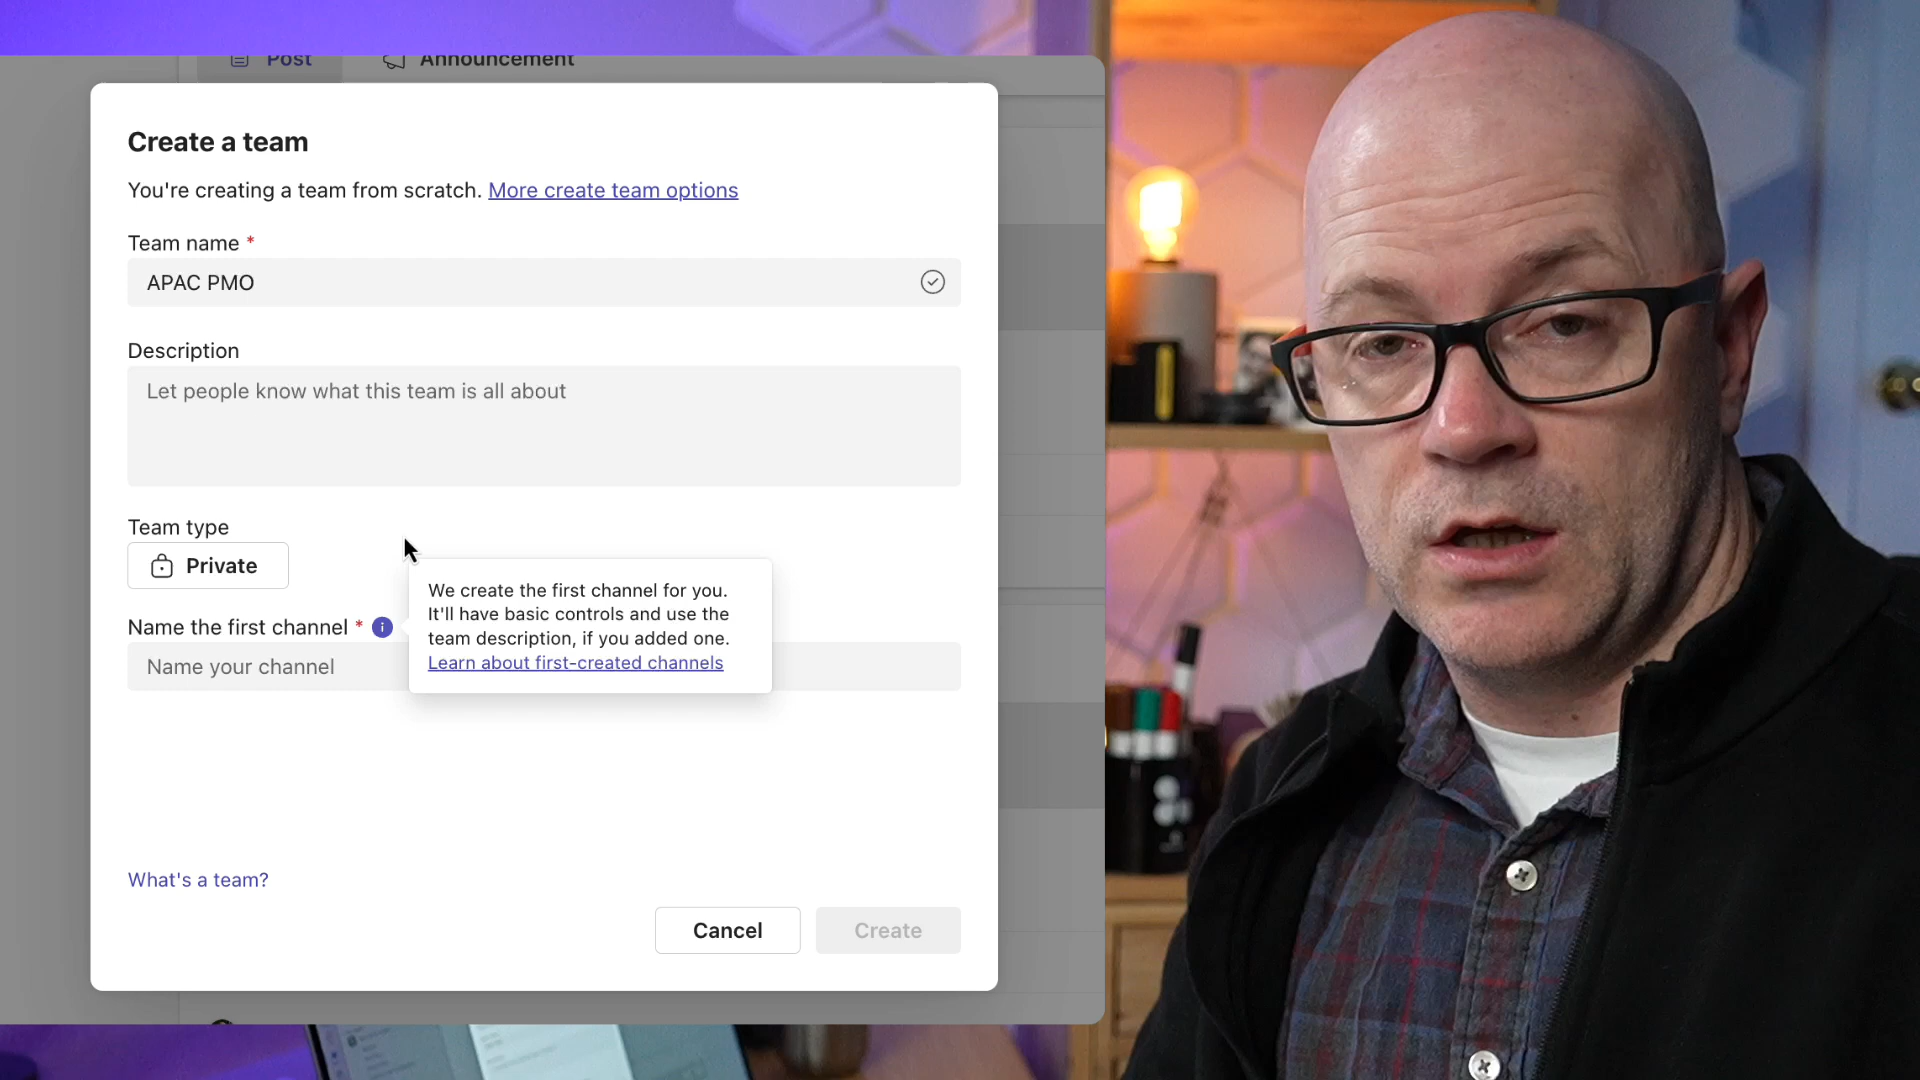 Post
Announcement
Create a team
You're creating a team from scratch. More create team options
Team name *
APAC PMO
Description
Let people know what this team is all about
Team type
Private
Name the first channel *
Name your channel
We create the first channel for you.
It'll have basic controls and use the
team description, if you added one.
Learn about first-created channels
What's a team?
Cancel
Create